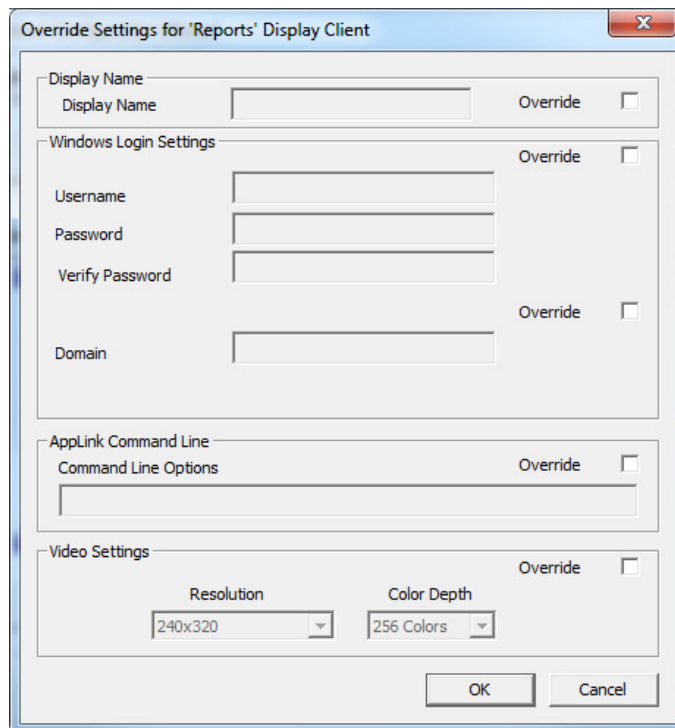 Override Settings for 'Reports' Display Client
Display Name
Display Name Override
Windows Login Settings
Override
Username
Password
Verify Password
Override
Domain
AppLink Command Line
Command Line Options Override
Video Settings
Override
Resolution Color Depth
240x320 256 Colors
OK Cancel